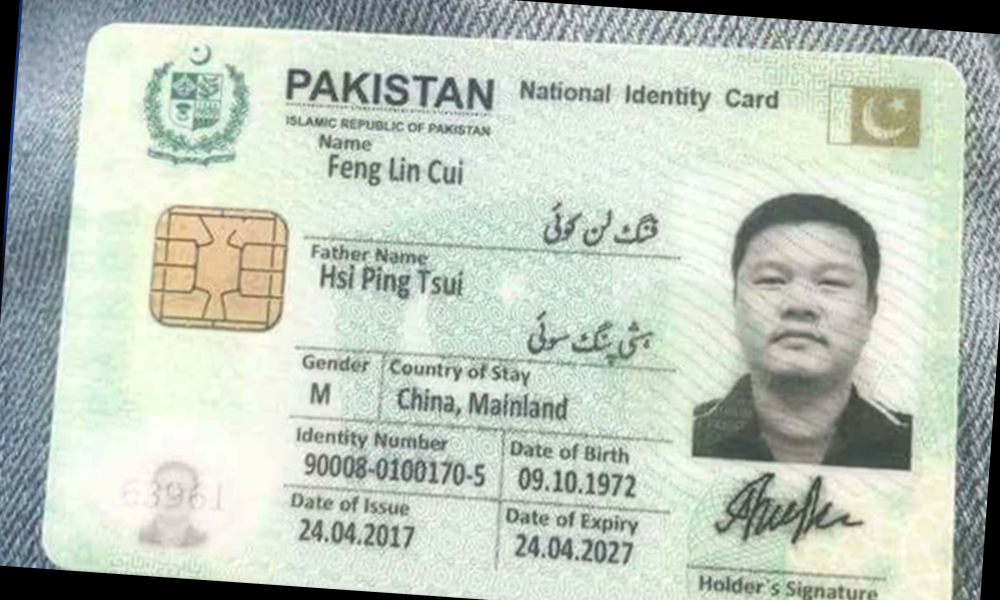 PAKISTAN National Identity Card
ISLAMIC REPUBLIC OF PAKISTAN
Name
Feng Lin Cui
فنگ لن کوئی
Father Name
Hsi Ping Tsui
ہشی پنگ سوئی
Gender Country of Stay
M China, Mainland
Identity Number Date of Birth
90008-0100170-5 09.10.1972
Date of Issue Date of Expiry
24.04.2017 24.04.2027
63961
Holder's Signature